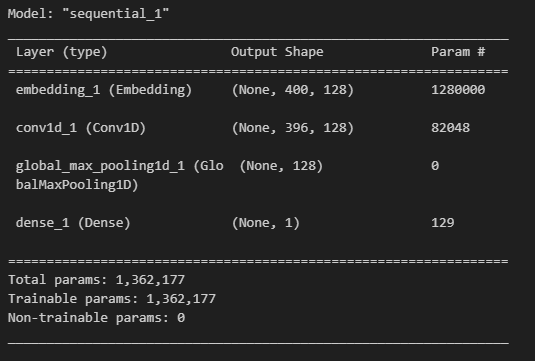 Model: "sequential_1"
_________________________________________________________________
Layer (type)                Output Shape              Param #
=================================================================
embedding_1 (Embedding)     (None, 400, 128)          1280000
conv1d_1 (Conv1D)           (None, 396, 128)          82048
global_max_pooling1d_1 (Glo  (None, 128)              0
balMaxPooling1D)
dense_1 (Dense)             (None, 1)                 129
=================================================================
Total params: 1,362,177
Trainable params: 1,362,177
Non-trainable params: 0
_________________________________________________________________